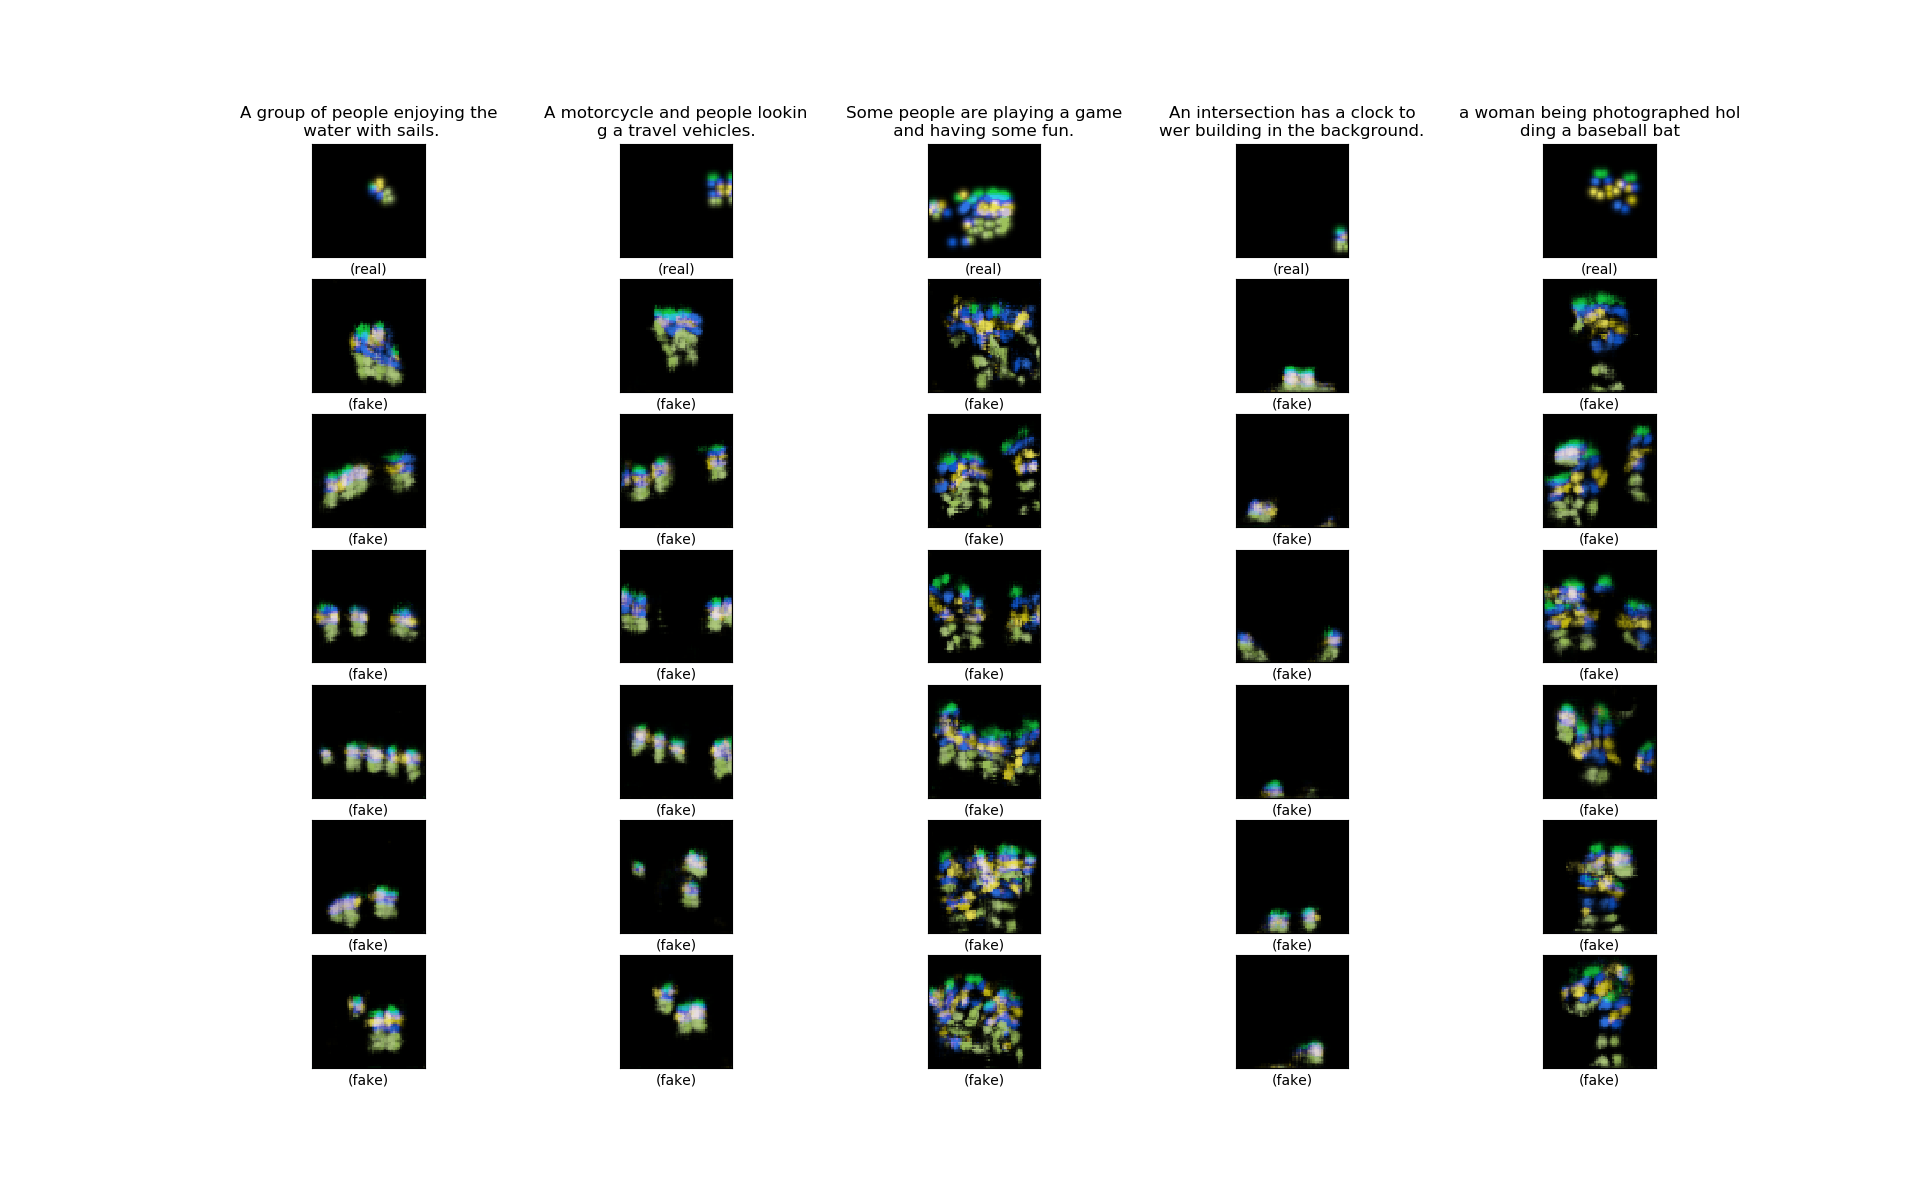 A group of people enjoying the
water with sails.
A motorcycle and people lookin
g a travel vehicles.
Some people are playing a game
and having some fun.
An intersection has a clock to
wer building in the background.
a woman being photographed hol
ding a baseball bat
(real) (real) (real) (real) (real)
(fake) (fake) (fake) (fake) (fake)
(fake) (fake) (fake) (fake) (fake)
(fake) (fake) (fake) (fake) (fake)
(fake) (fake) (fake) (fake) (fake)
(fake) (fake) (fake) (fake) (fake)
(fake) (fake) (fake) (fake) (fake)